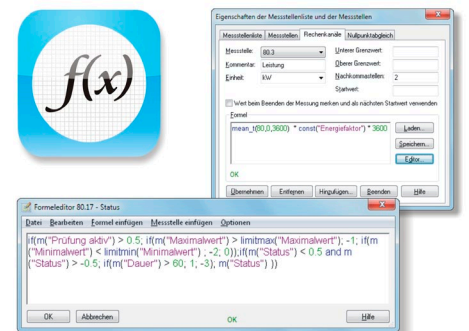 f(x)
Eigenschaften der Messstellenliste und der Messstellen
Messstellenliste Messstellen Rechenkanäle Nullpunktabgleich
Messstelle: 80.3 Unterer Grenzwert:
Kommentar: Leistung Oberer Grenzwert:
Einheit: kW Nachkommastellen: 2
Startwert:
Wert beim Beenden der Messung merken und als nächsten Startwert verwenden
Formel
mean_t(80,0,3600) * const("Energiefaktor") * 3600
Laden...
Speichern...
Editor...
OK
Übernehmen Entfernen Hinzufügen... Beenden Hilfe
Formeleditor 80.17 - Status
Datei Bearbeiten Formel einfügen Messstelle einfügen Optionen
if(m("Prüfung aktiv") > 0.5; if(m("Maximalwert") > limitmax("Maximalwert"); -1; if(m
("Minimalwert") < limitmin("Minimalwert") ; -2; 0));if(m("Status") < 0.5 and m
("Status") > -0.5; if(m("Dauer") > 60; 1; -3); m("Status") ))
OK Abbrechen OK Hilfe